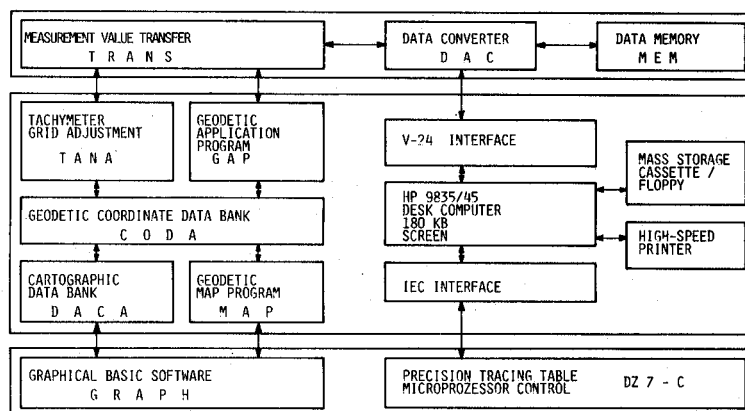 MEASUREMENT VALUE TRANSFER
T R A N S
DATA CONVERTER
D A C
DATA MEMORY
M E M
TACHYMETER
GRID ADJUSTMENT
T A N A
GEODETIC
APPLICATION
PROGRAM
G A P
V-24 INTERFACE
MASS STORAGE
CASSETTE /
FLOPPY
HP 9835/45
DESK COMPUTER
180 KB
SCREEN
GEODETIC COORDINATE DATA BANK
C O D A
HIGH-SPEED
PRINTER
CARTOGRAPHIC
DATA BANK
D A C A
GEODETIC
MAP PROGRAM
M A P
IEC INTERFACE
GRAPHICAL BASIC SOFTWARE
G R A P H
PRECISION TRACING TABLE
MICROPROZESSOR CONTROL DZ 7 - C